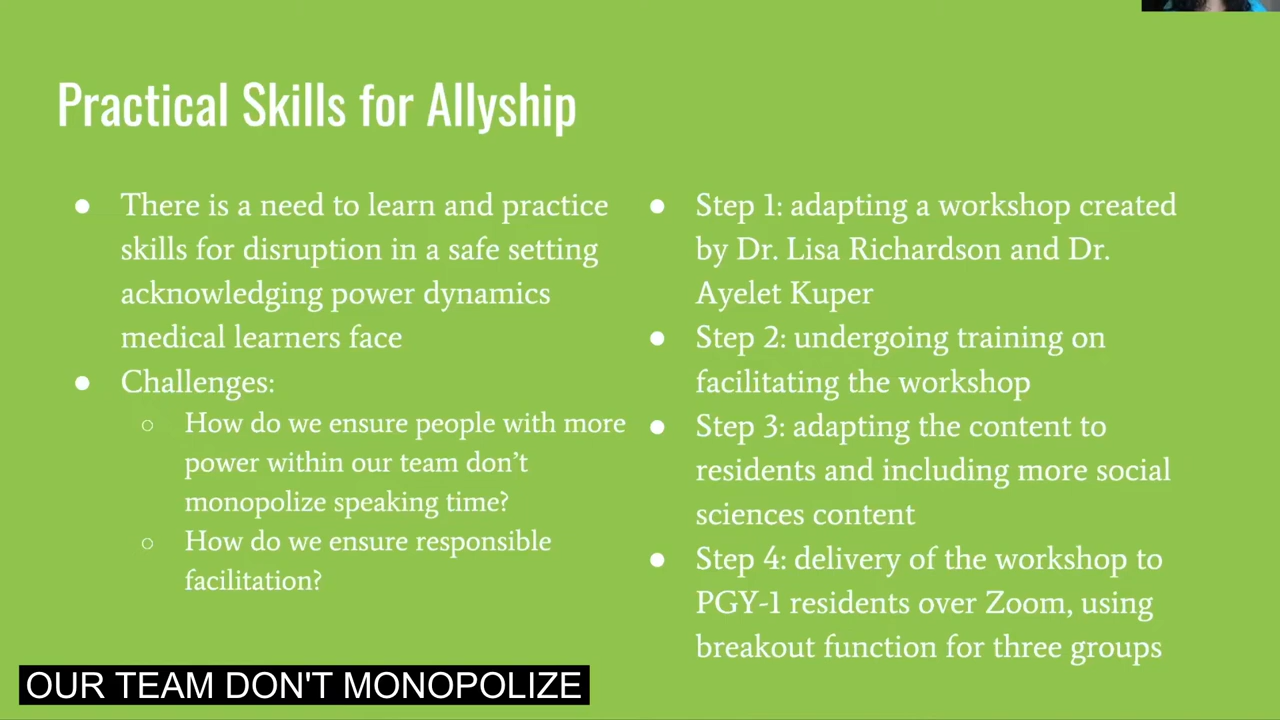 Practical Skills for Allyship
● There is a need to learn and practice
skills for disruption in a safe setting
acknowledging power dynamics
medical learners face
● Challenges:
○ How do we ensure people with more
power within our team don’t
monopolize speaking time?
○ How do we ensure responsible
facilitation?
● Step 1: adapting a workshop created
by Dr. Lisa Richardson and Dr.
Ayelet Kuper
● Step 2: undergoing training on
facilitating the workshop
● Step 3: adapting the content to
residents and including more social
sciences content
● Step 4: delivery of the workshop to
PGY-1 residents over Zoom, using
breakout function for three groups
OUR TEAM DON'T MONOPOLIZE